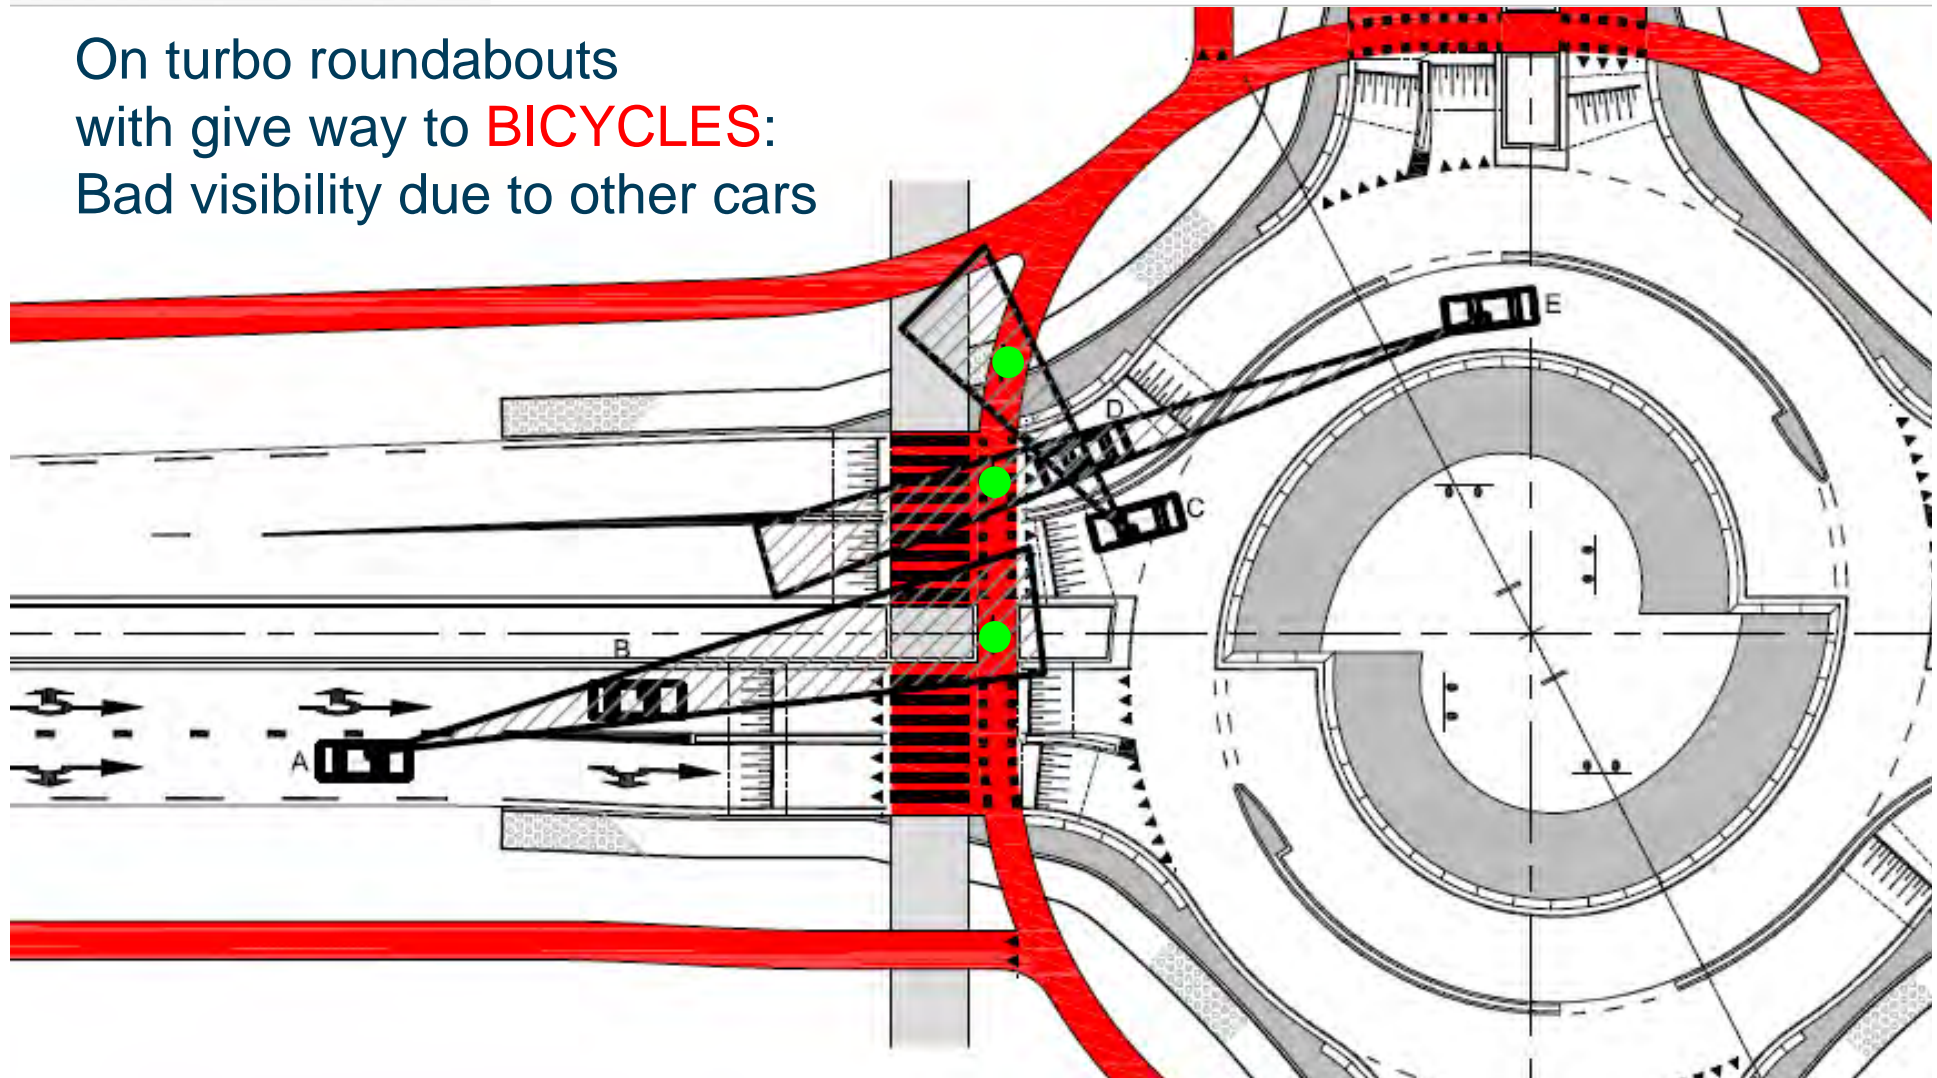 On turbo roundabouts
with give way to BICYCLES:
Bad visibility due to other cars
E
D
C
B
A